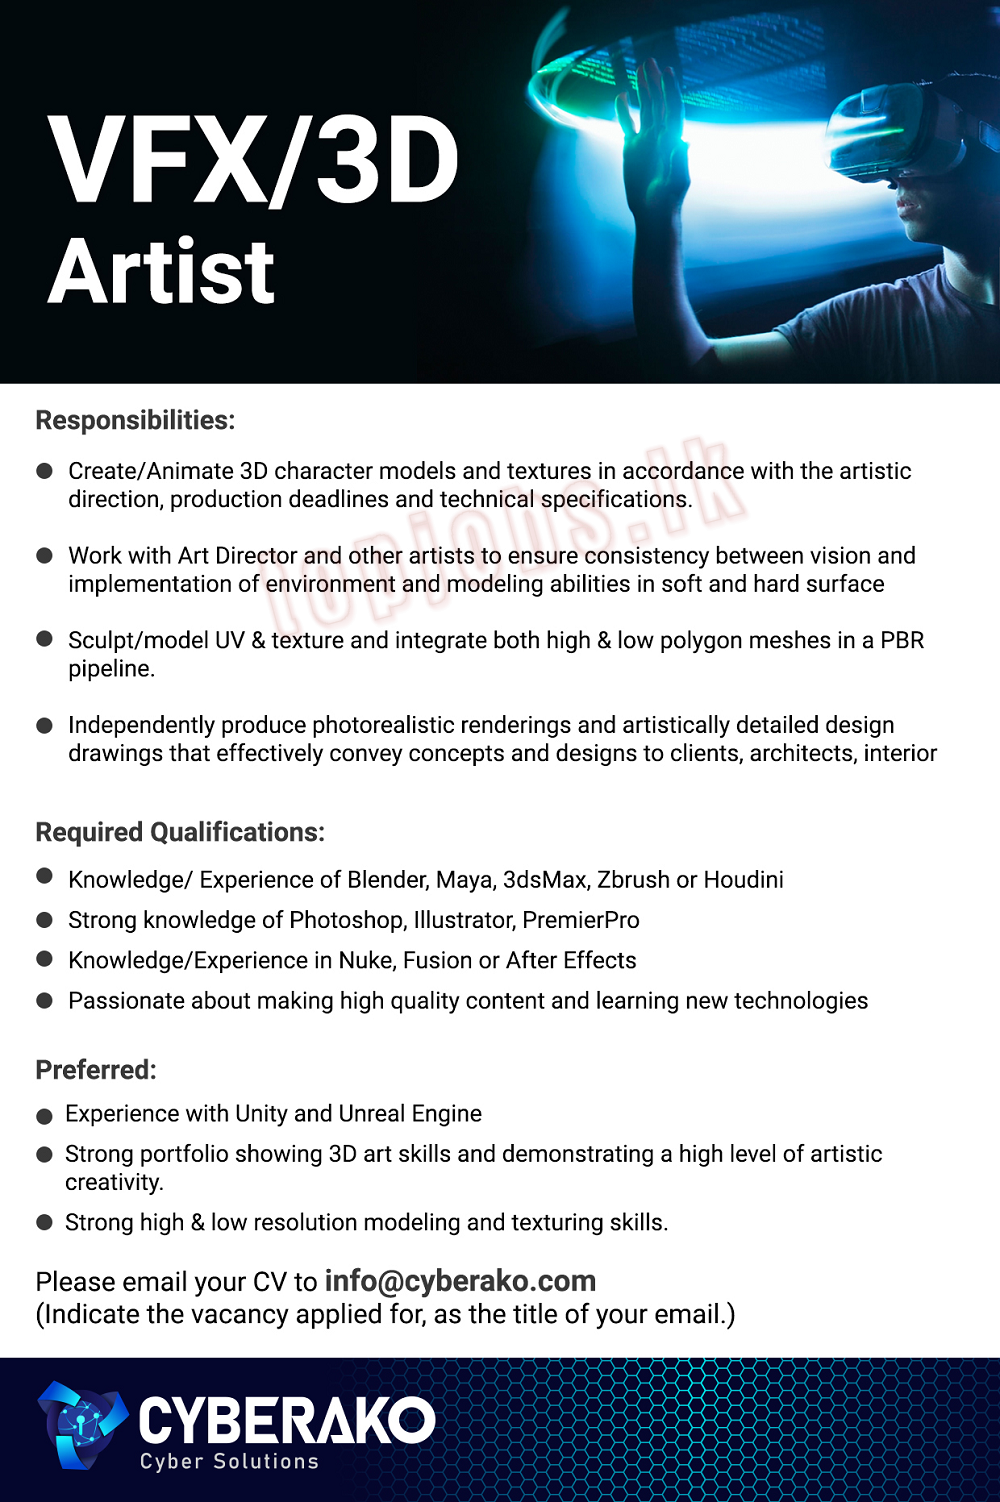 VFX/3D
Artist
Responsibilities:
Create/Animate 3D character models and textures in accordance with the artistic
direction, production deadlines and technical specifications.
Work with Art Director and other artists to ensure consistency between vision and
implementation of environment and modeling abilities in soft and hard surface
Sculpt/model UV & texture and integrate both high & low polygon meshes in a PBR
pipeline.
Independently produce photorealistic renderings and artistically detailed design
drawings that effectively convey concepts and designs to clients, architects, interior
topjobs.lk
Required Qualifications:
Knowledge/ Experience of Blender, Maya, 3dsMax, Zbrush or Houdini
Strong knowledge of Photoshop, Illustrator, PremierPro
Knowledge/Experience in Nuke, Fusion or After Effects
Passionate about making high quality content and learning new technologies
Preferred:
Experience with Unity and Unreal Engine
Strong portfolio showing 3D art skills and demonstrating a high level of artistic
creativity.
Strong high & low resolution modeling and texturing skills.
Please email your CV to info@cyberako.com
(Indicate the vacancy applied for, as the title of your email.)
CYBERAKO
Cyber Solutions